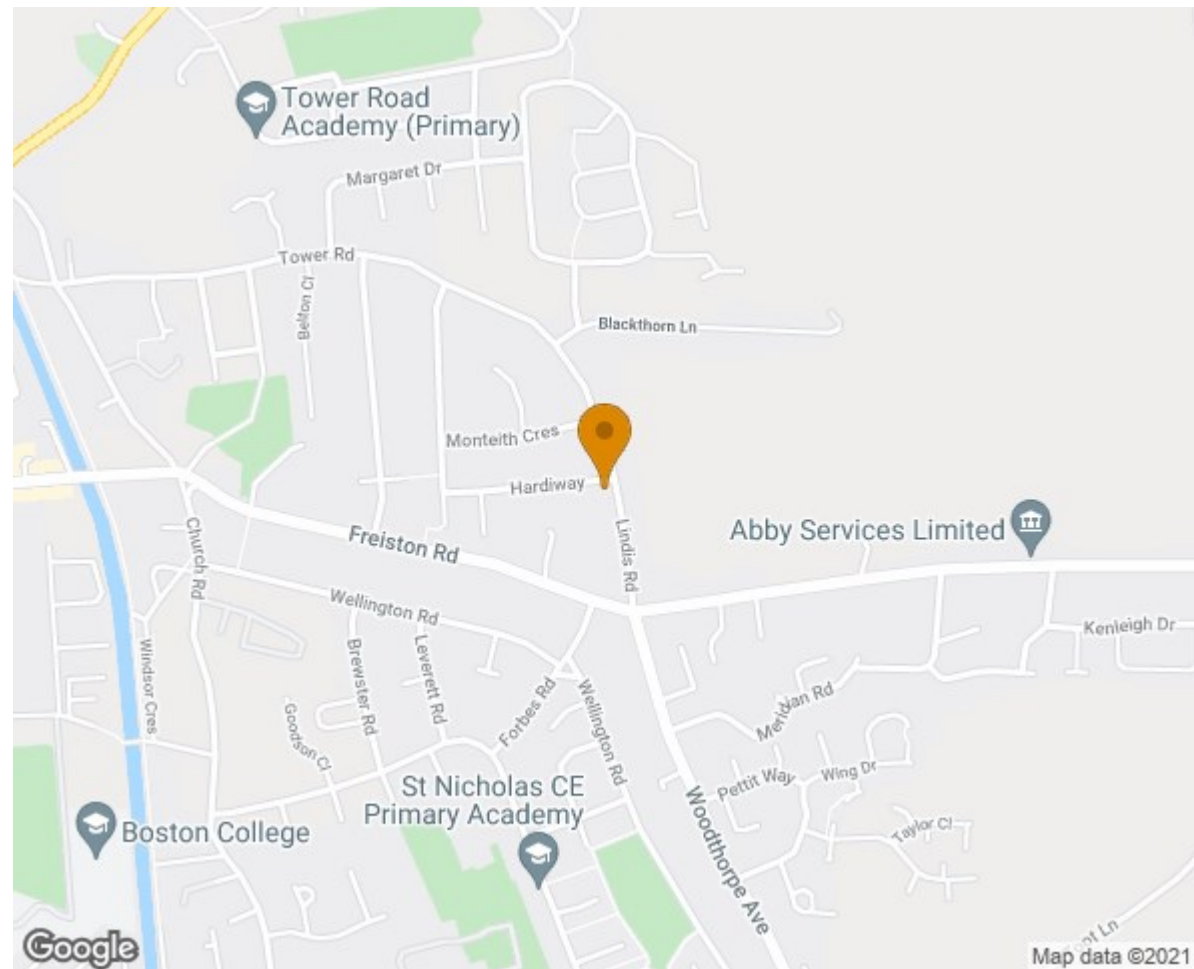 Tower Road
Academy (Primary)
Margaret Dr
Tower Rd
Belton Cl
Blackthorn Ln
Monteith Cres
Hardiway
Lindis Rd
Abby Services Limited
Freiston Rd
Church Rd
Wellington Rd
Kenleigh Dr
Windsor Cres
Brewster Rd
Leverett Rd
Forbes Rd
Wellington Rd
Meridian Rd
Goodson Cl
Pettit Way
Wing Dr
St Nicholas CE
Primary Academy
Woodthorpe Ave
Taylor Cl
Boston College
Ln
Google
Map data ©2021